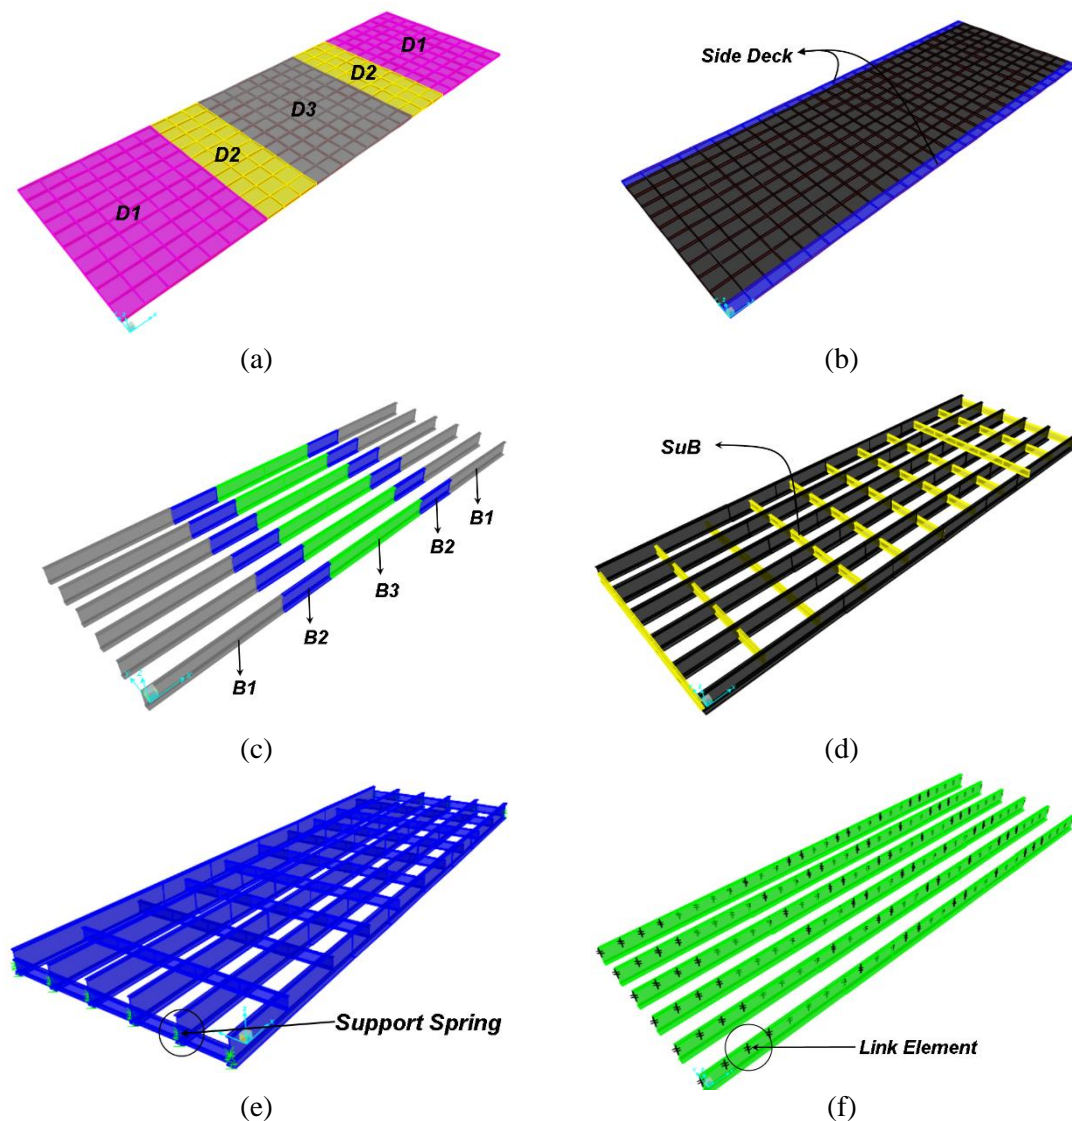 D1
D2
D3
D2
D1
Side Deck
(a)
(b)
B1
B2
B3
B2
B1
SuB
(c)
(d)
Support Spring
Link Element
(e)
(f)